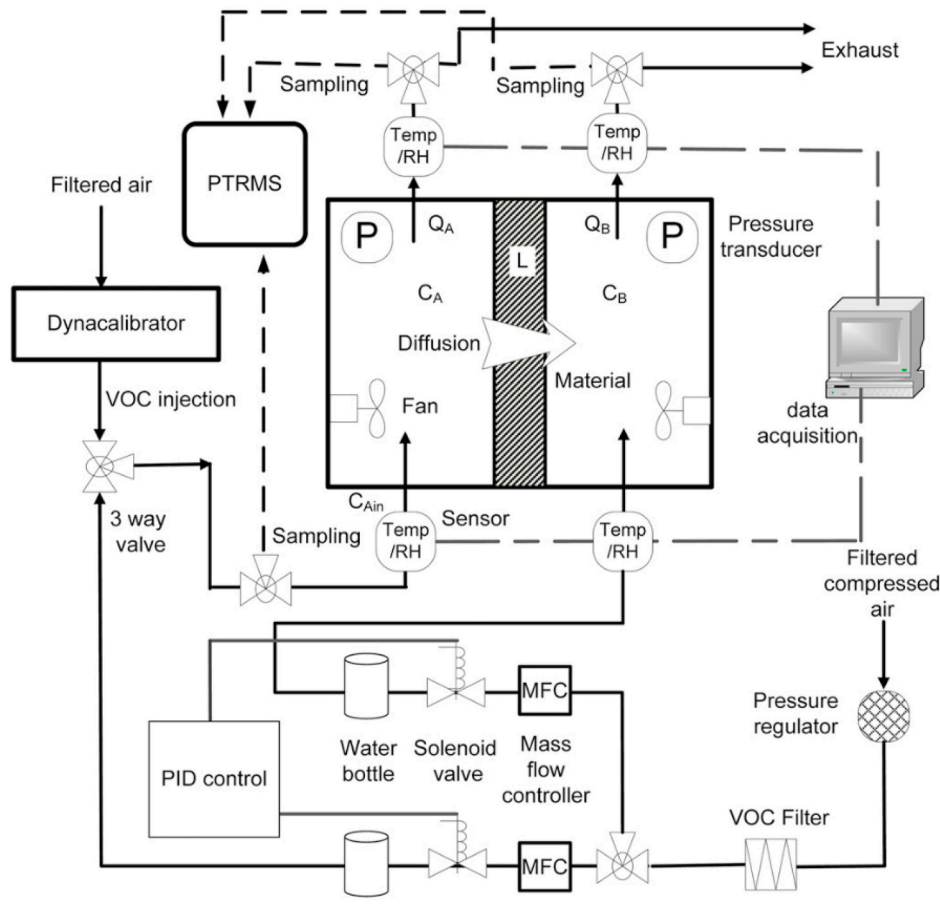 Exhaust
Sampling
Sampling
Temp
/RH
Temp
/RH
PTRMS
Filtered air
P
QA
QB
P
Pressure
transducer
L
CA
CB
Dynacalibrator
Diffusion
Material
VOC injection
Fan
data
acquisition
CAin
Sensor
3 way
valve
Sampling
Temp
/RH
Temp
/RH
Filtered
compressed
air
MFC
Pressure
regulator
PID control
Water
bottle
Solenoid
valve
Mass
flow
controller
VOC Filter
MFC